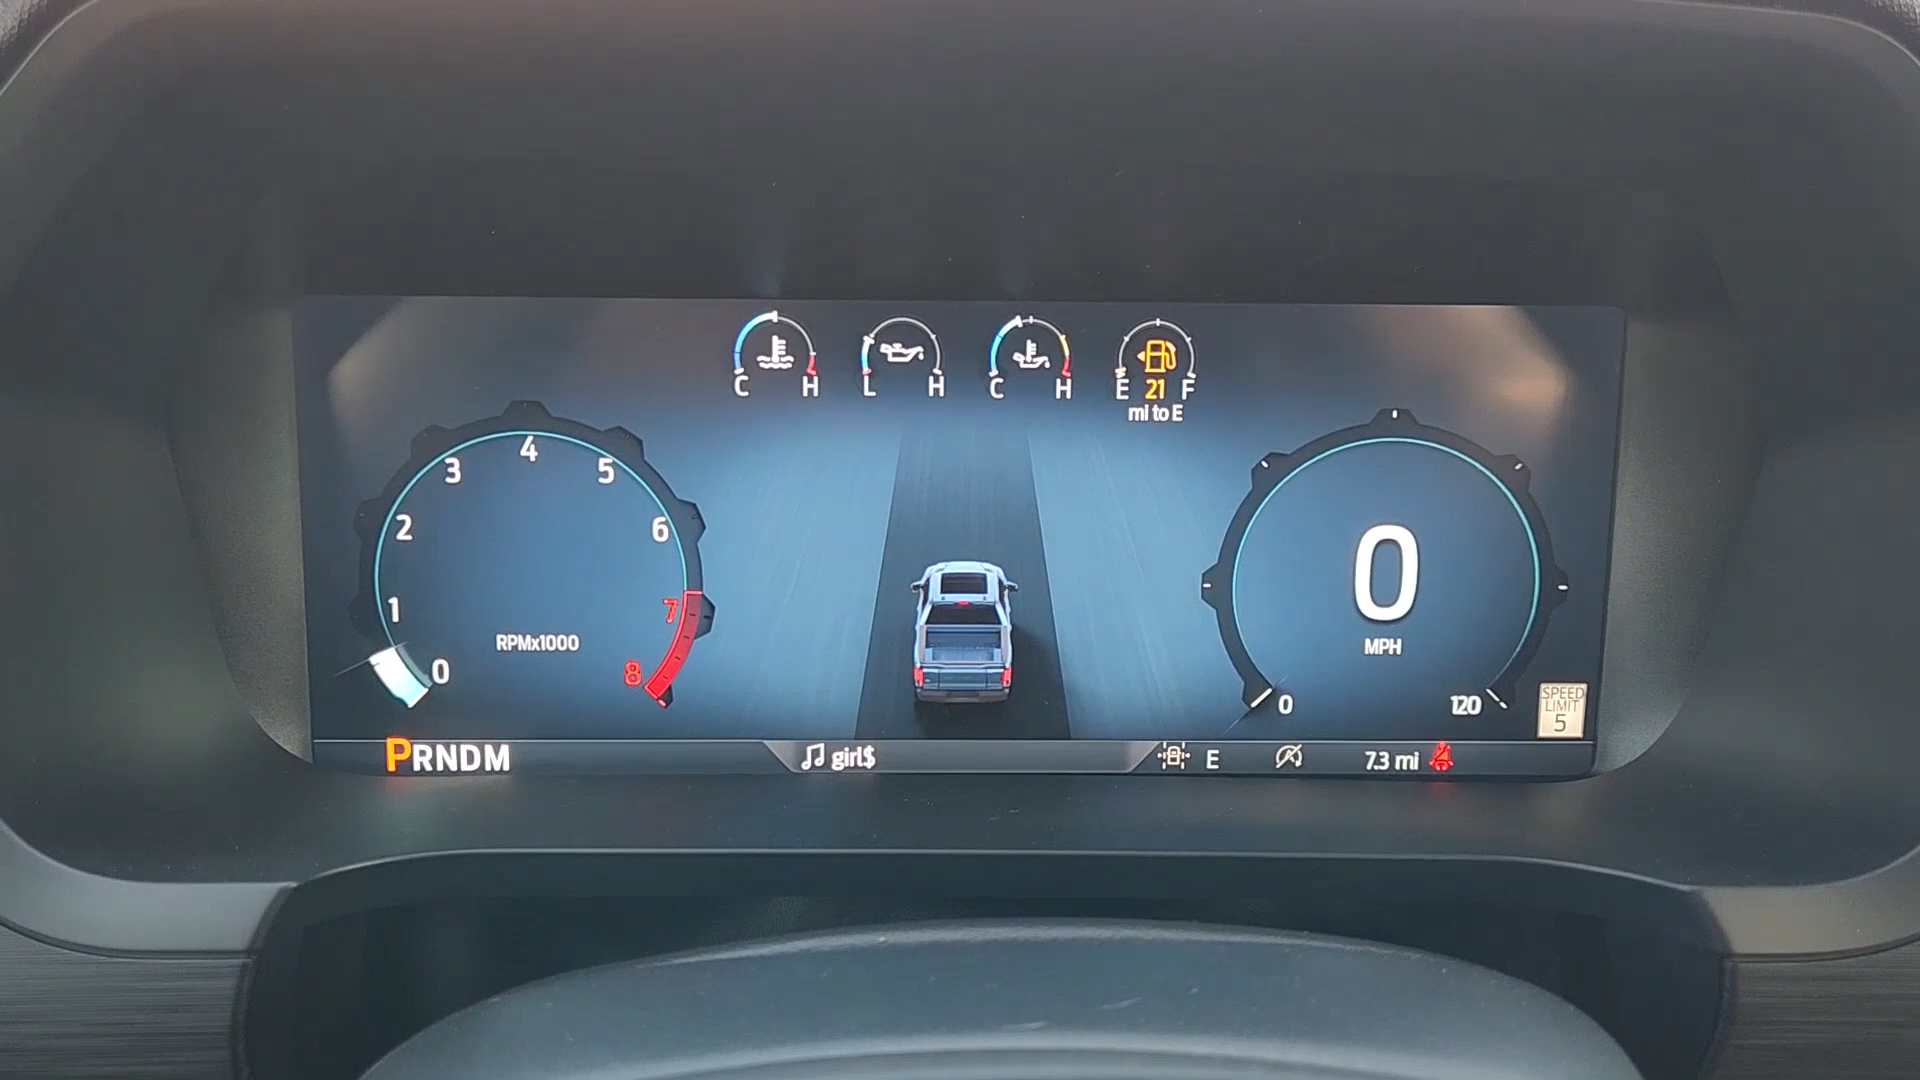 C H
L H
C H
E 21 F
mi to E
0
1
2
3
4
5
6
7
8
RPMx1000
0
MPH
0
120
SPEED
LIMIT
5
PRNDM
girl$
E
7.3 mi